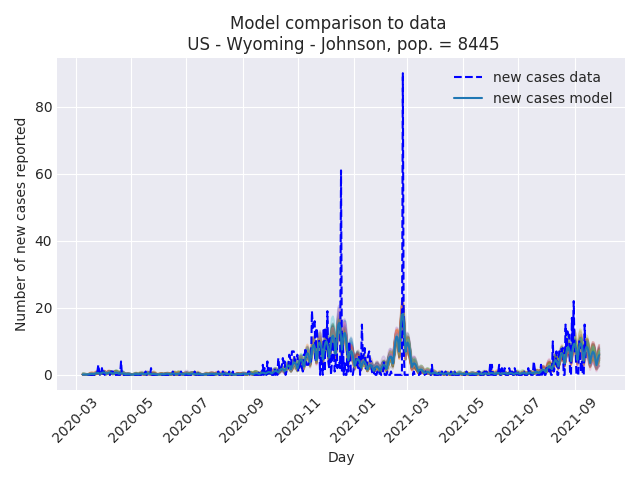 Model comparison to data
US - Wyoming - Johnson, pop. = 8445
new cases data
new cases model
Number of new cases reported
80
60
40
20
0
2020-03
2020-05
2020-07
2020-09
2020-11
2021-01
2021-03
2021-05
2021-07
2021-09
Day